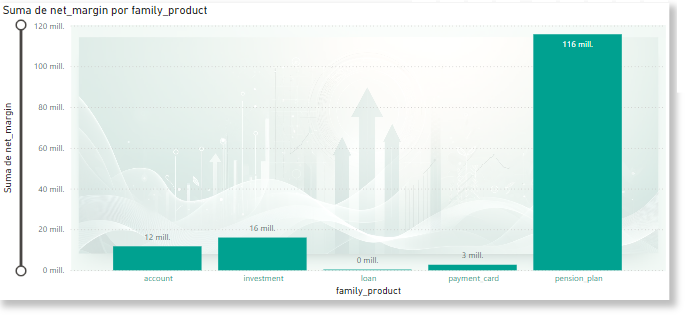 Suma de net_margin por family_product
Suma de net_margin
120 mill.
100 mill.
80 mill.
60 mill.
40 mill.
20 mill.
0 mill.
12 mill.
16 mill.
0 mill.
3 mill.
116 mill.
account
investment
loan
payment_card
pension_plan
family_product